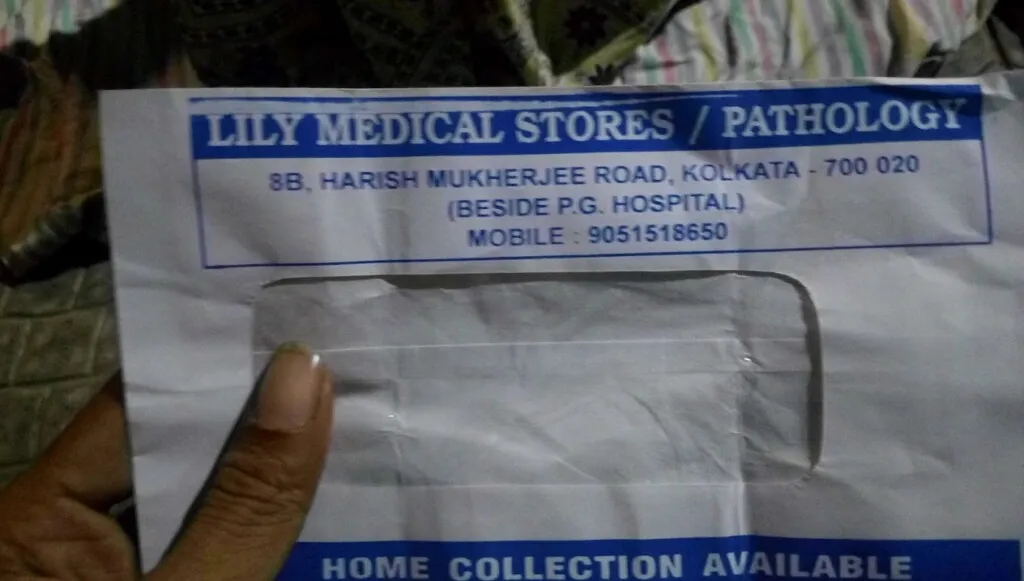 LILY MEDICAL STORES / PATHOLOGY
8B, HARISH MUKHERJEE ROAD, KOLKATA - 700 020
(BESIDE P.G. HOSPITAL)
MOBILE : 9051518650
HOME COLLECTION AVAILABLE